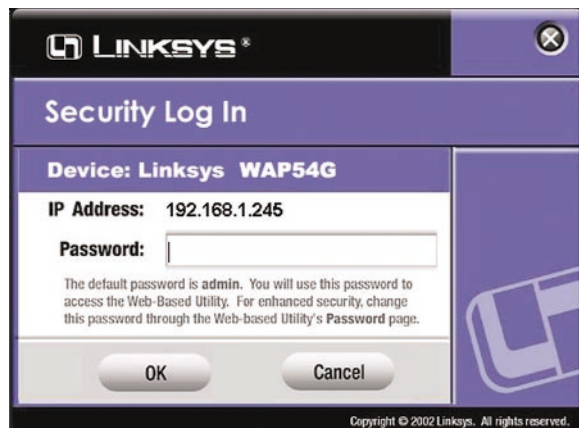 LINKSYS®
Security Log In
Device: Linksys WAP54G
IP Address: 192.168.1.245
Password:
The default password is admin. You will use this password to
access the Web-Based Utility. For enhanced security, change
this password through the Web-based Utility's Password page.
OK Cancel
Copyright © 2002 Linksys. All rights reserved.